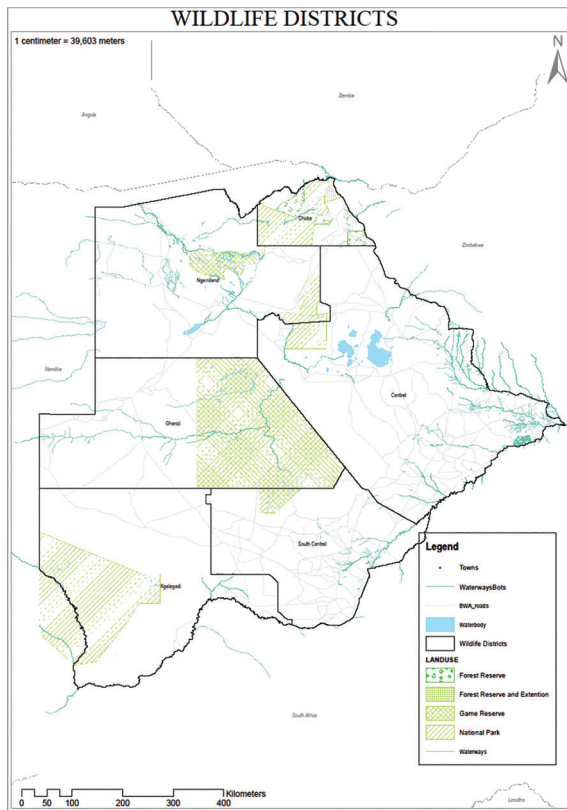 WILDLIFE DISTRICTS
1 centimeter = 39,603 meters
N
Zambia
Angola
Chobe
Zimbabwe
Ngamiland
Namibia
Central
Ghanzi
South Central
Kgalagadi
Legend
Towns
WaterwaysBots
BWA_roads
Waterbody
Wildlife Districts
LANDUSE
Forest Reserve
Forest Reserve and Extention
Game Reserve
National Park
Waterways
South Africa
Kilometers
0 25 50 100 200 300 400
Lesotho